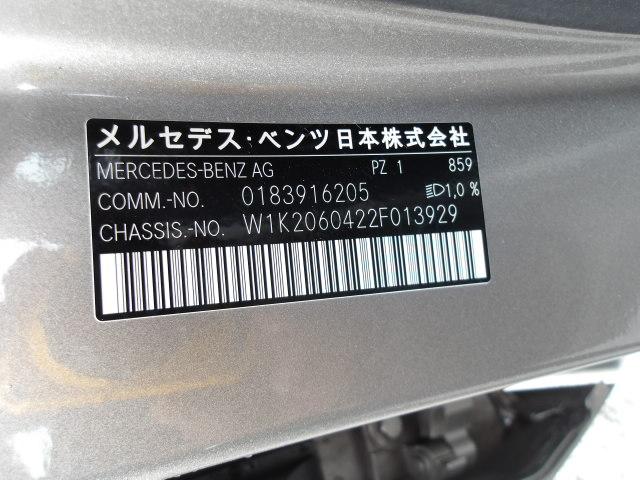 メルセデス・ベンツ日本株式会社
MERCEDES-BENZ AG PZ 1 859
COMM.-NO. 0183916205 1,0 %
CHASSIS.-NO. W1K2060422F013929